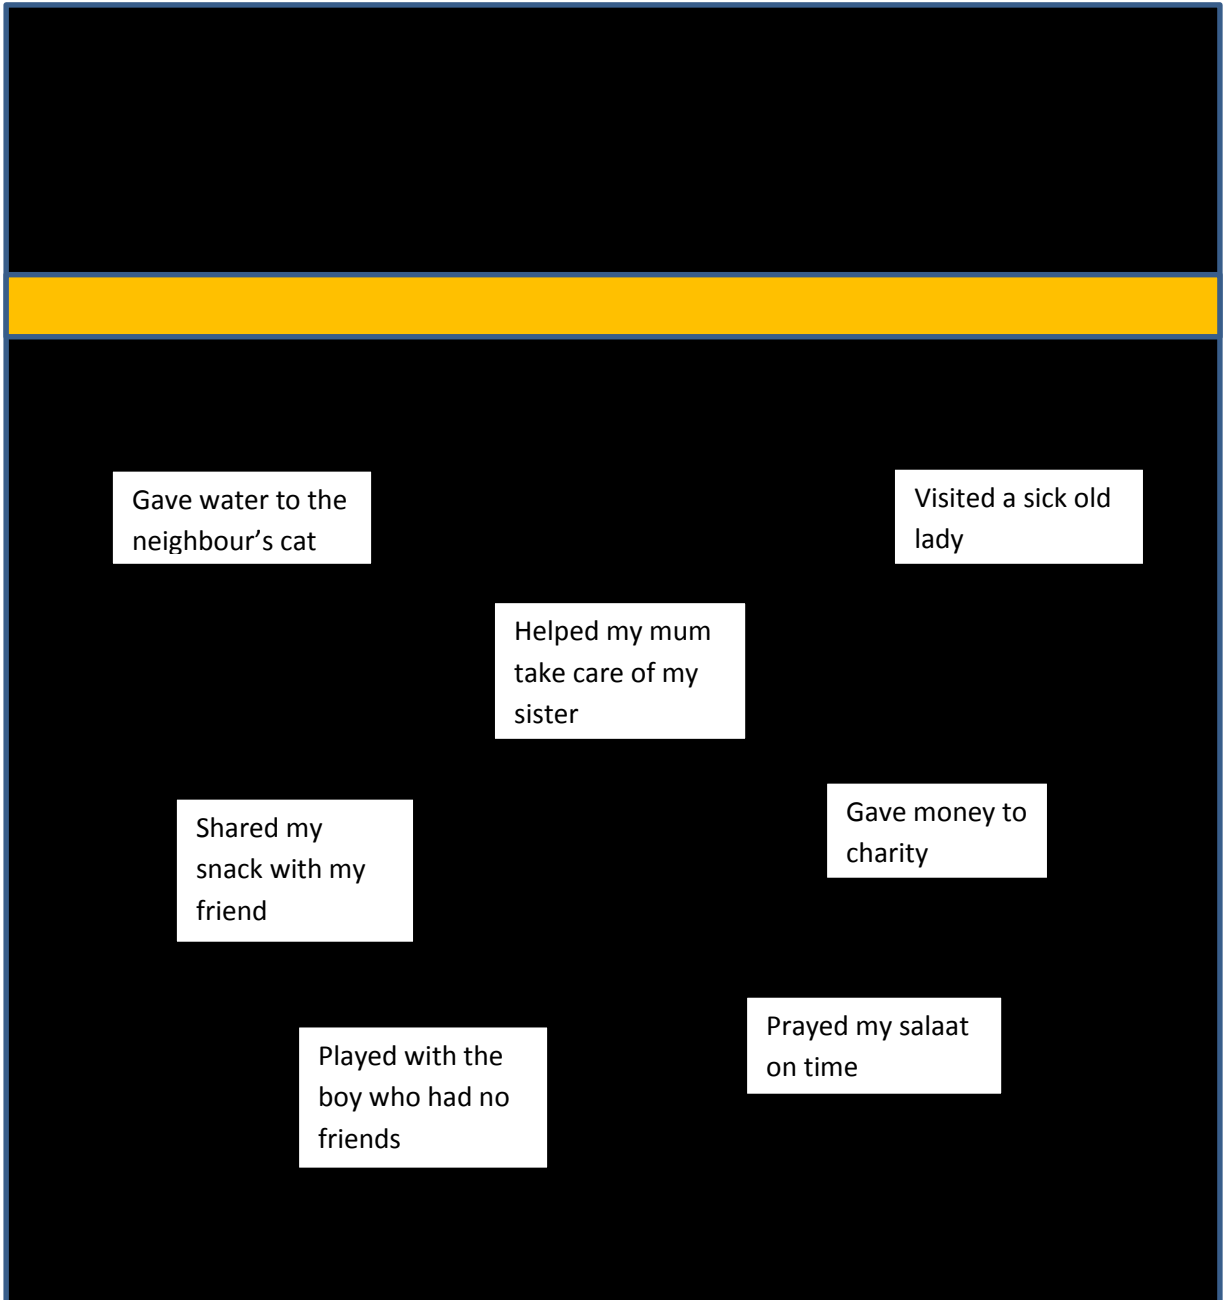 Gave water to the
neighbour’s cat
Visited a sick old
lady
Helped my mum
take care of my
sister
Shared my
snack with my
friend
Gave money to
charity
Prayed my salaat
on time
Played with the
boy who had no
friends